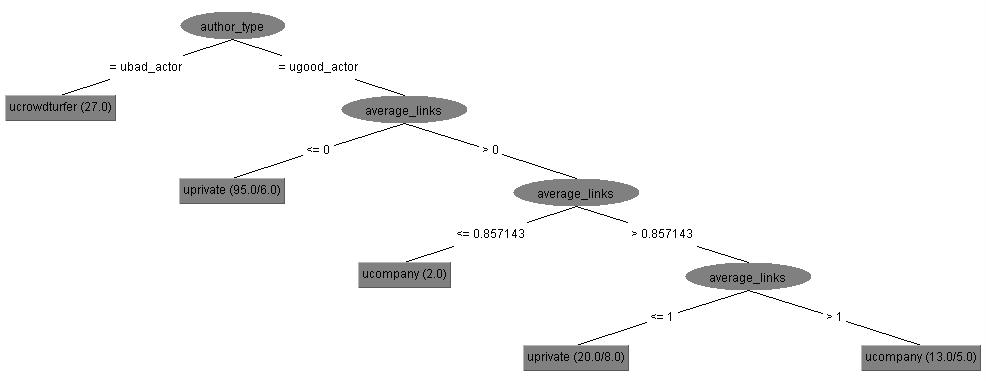 author_type
= ubad_actor
= ugood_actor
ucrowdturfer (27.0)
average_links
<= 0
> 0
uprivate (95.0/6.0)
average_links
<= 0.857143
> 0.857143
ucompany (2.0)
average_links
<= 1
> 1
uprivate (20.0/8.0)
ucompany (13.0/5.0)